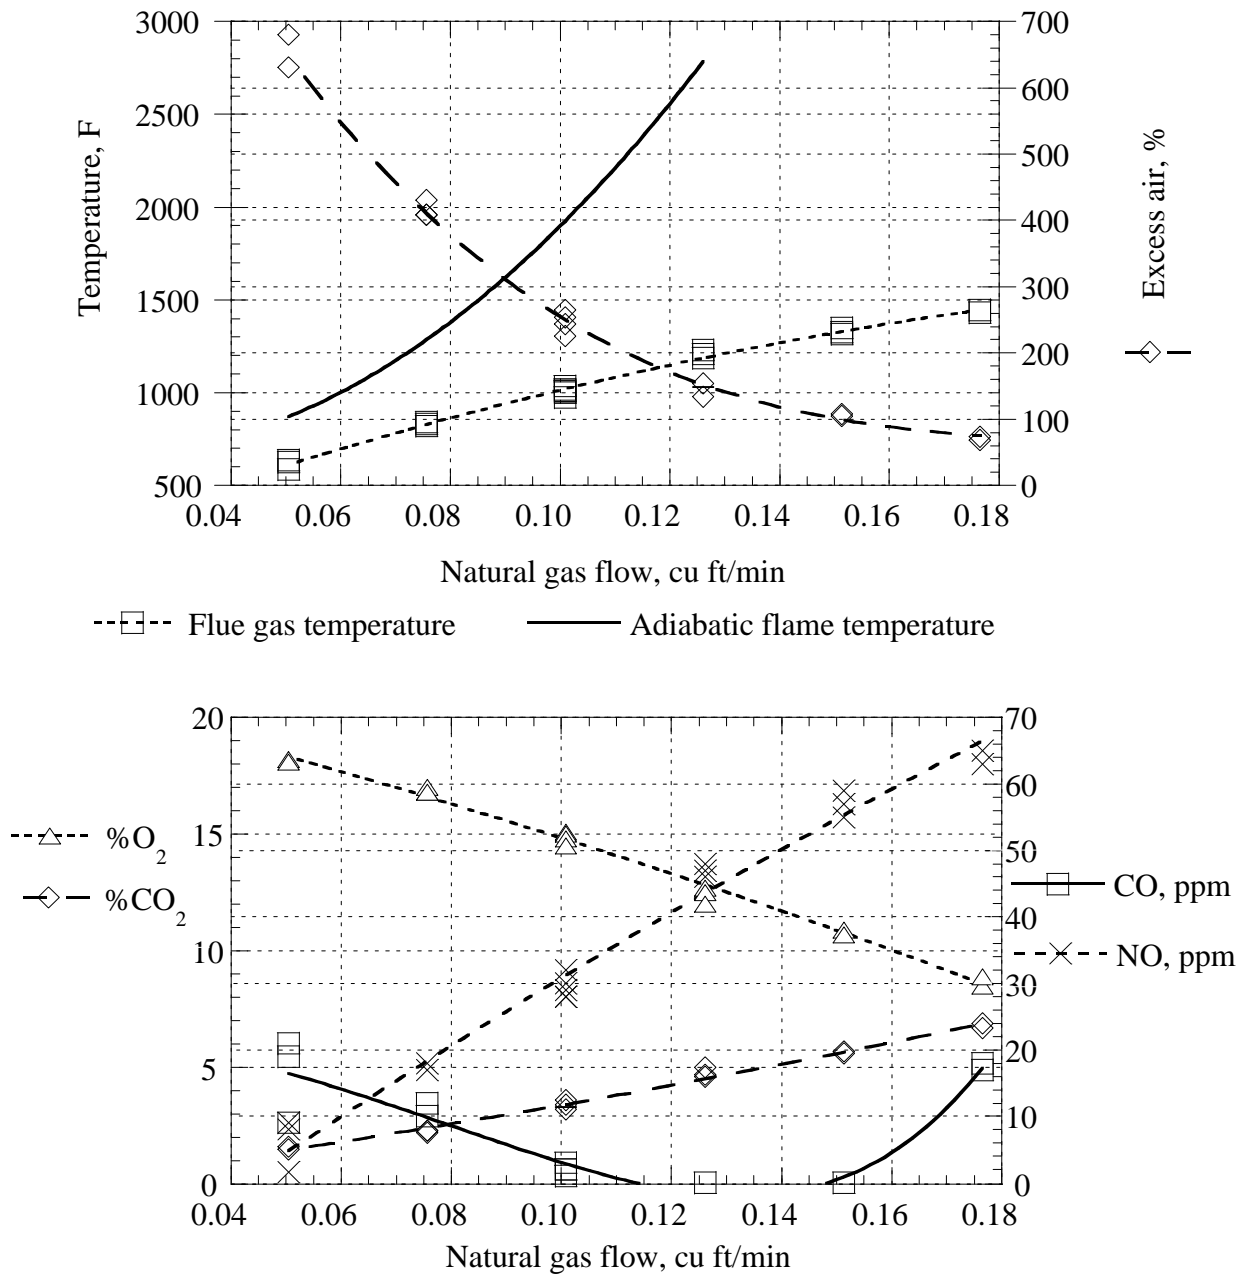 3000
2500
2000
1500
1000
500
Temperature, F
700
600
500
400
300
200
100
0
Excess air, %
0.04 0.06 0.08 0.10 0.12 0.14 0.16 0.18
Natural gas flow, cu ft/min
Flue gas temperature Adiabatic flame temperature
20
15
10
5
0
%O2
%CO2
70
60
50
40
30
20
10
0
CO, ppm
NO, ppm
0.04 0.06 0.08 0.10 0.12 0.14 0.16 0.18
Natural gas flow, cu ft/min